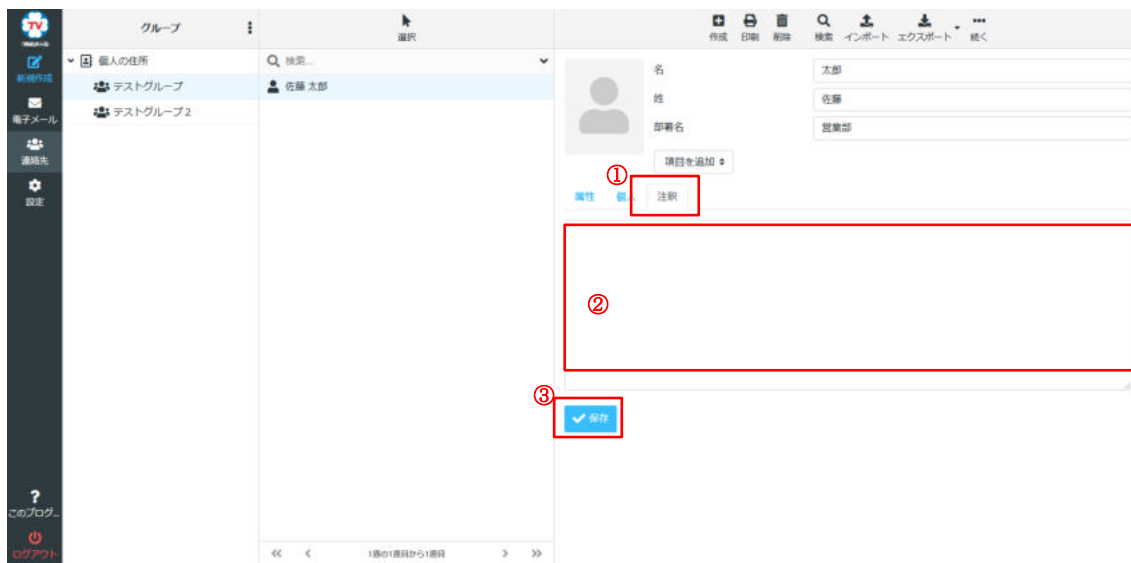 TV
新規作成
電子メール
連絡先
設定
?
このプログ...
ログアウト
グループ
個人の住所
テストグループ
テストグループ2
選択
検索...
佐藤 太郎
1通の1通目から1通目
作成
印刷
削除
検索
インポート
エクスポート
続く
名
太郎
姓
佐藤
部署名
営業部
項目を追加
①
属性
個人
注釈
②
③
保存